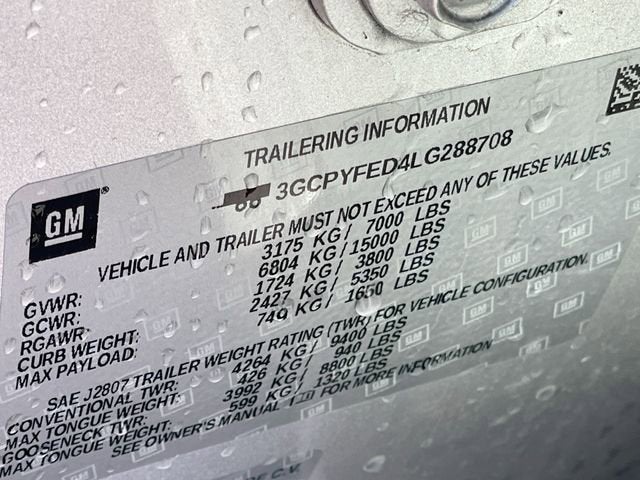 TRAILERING INFORMATION
GM®
3GCPYFED4LG288708
VEHICLE AND TRAILER MUST NOT EXCEED ANY OF THESE VALUES.
GVWR: 3175 KG / 7000 LBS
GCWR: 6804 KG / 15000 LBS
RGAWR: 1724 KG / 3800 LBS
CURB WEIGHT: 2427 KG / 5350 LBS
MAX PAYLOAD: 749 KG / 1650 LBS
SAE J2807 TRAILER WEIGHT RATING (TWR) FOR VEHICLE CONFIGURATION.
CONVENTIONAL TWR: 4264 KG / 9400 LBS
MAX TONGUE WEIGHT: 426 KG / 940 LBS
GOOSENECK TWR: 3992 KG / 8800 LBS
MAX TONGUE WEIGHT: 599 KG / 1320 LBS
SEE OWNER'S MANUAL FOR MORE INFORMATION
DE C.V.